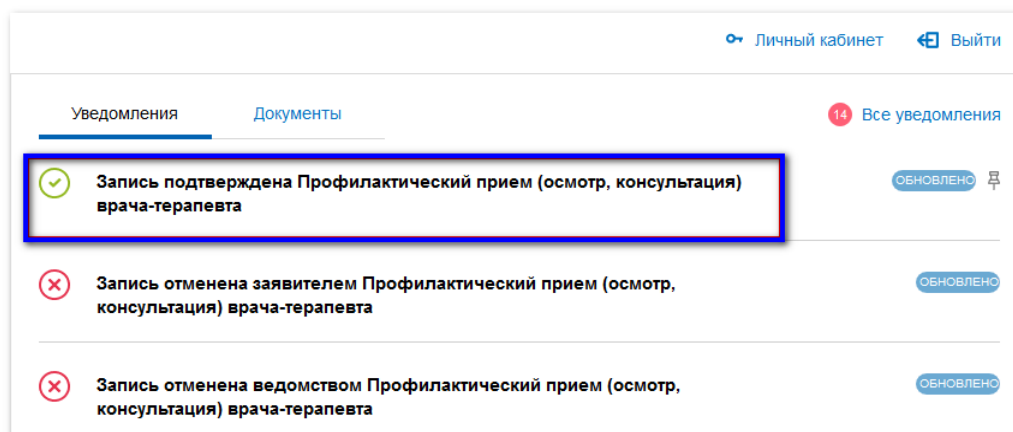 Личный кабинет Выйти
Уведомления Документы 14 Все уведомления
Запись подтверждена Профилактический прием (осмотр, консультация)
врача-терапевта
ОБНОВЛЕНО
Запись отменена заявителем Профилактический прием (осмотр,
консультация) врача-терапевта
ОБНОВЛЕНО
Запись отменена ведомством Профилактический прием (осмотр,
консультация) врача-терапевта
ОБНОВЛЕНО